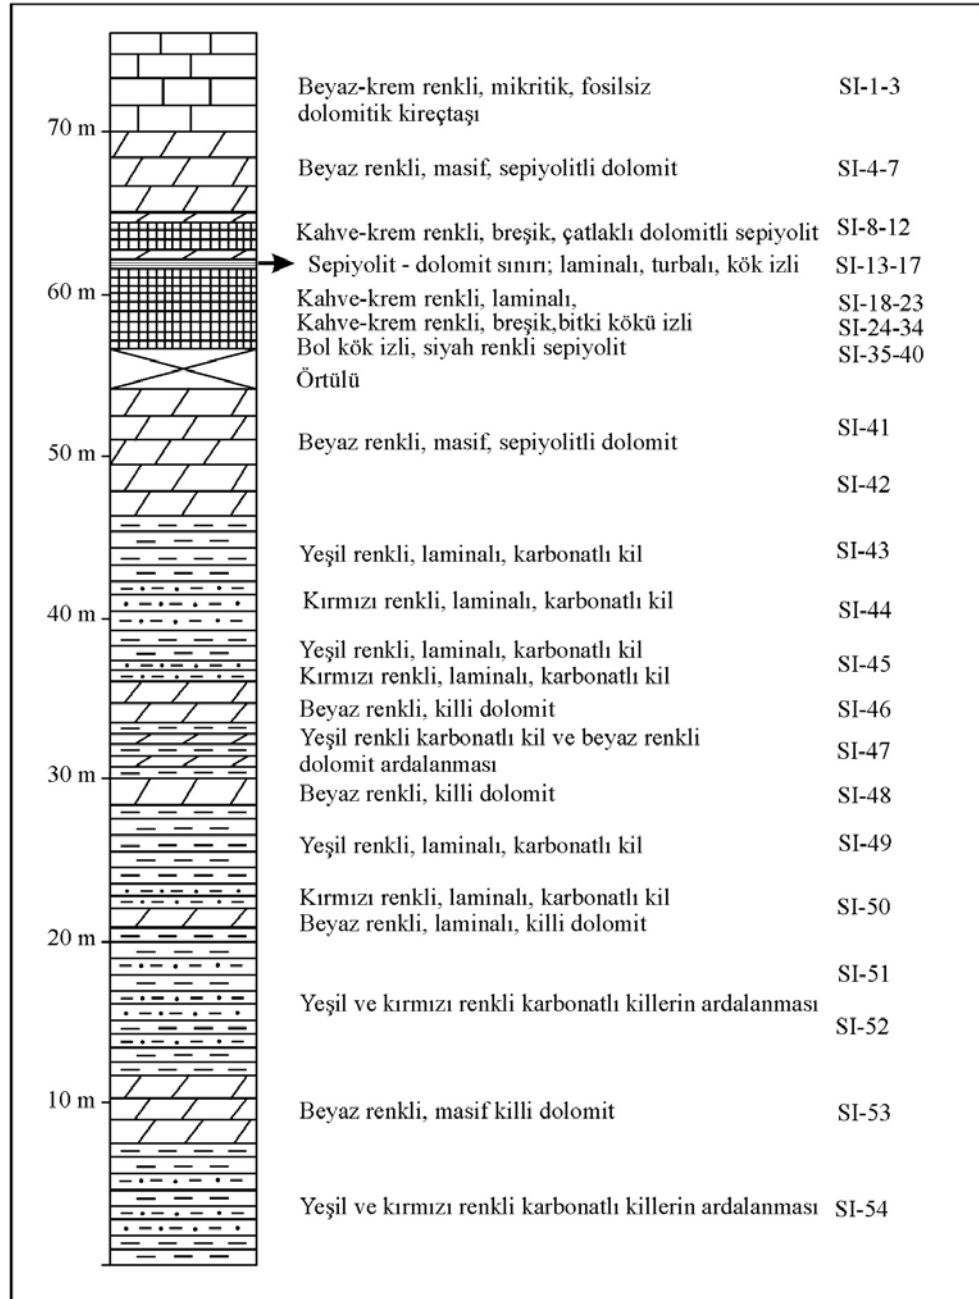 Beyaz-krem renkli, mikritik, fosilsiz SI-1-3
dolomitik kireçtaşı
70 m
Beyaz renkli, masif, sepiyolitli dolomit SI-4-7
Kahve-krem renkli, breşik, çatlaklı dolomitli sepiyolit SI-8-12
Sepiyolit - dolomit sınırı; laminalı, turbalı, kök izli SI-13-17
60 m
Kahve-krem renkli, laminalı, SI-18-23
Kahve-krem renkli, breşik,bitki kökü izli SI-24-34
Bol kök izli, siyah renkli sepiyolit SI-35-40
Örtülü
SI-41
Beyaz renkli, masif, sepiyolitli dolomit
50 m
SI-42
Yeşil renkli, laminalı, karbonatlı kil SI-43
Kırmızı renkli, laminalı, karbonatlı kil SI-44
40 m
Yeşil renkli, laminalı, karbonatlı kil
SI-45
Kırmızı renkli, laminalı, karbonatlı kil
Beyaz renkli, killi dolomit SI-46
Yeşil renkli karbonatlı kil ve beyaz renkli SI-47
dolomit ardalanması
30 m
Beyaz renkli, killi dolomit SI-48
Yeşil renkli, laminalı, karbonatlı kil SI-49
Kırmızı renkli, laminalı, karbonatlı kil SI-50
Beyaz renkli, laminalı, killi dolomit
20 m
SI-51
Yeşil ve kırmızı renkli karbonatlı killerin ardalanması
SI-52
10 m
Beyaz renkli, masif killi dolomit SI-53
Yeşil ve kırmızı renkli karbonatlı killerin ardalanması SI-54